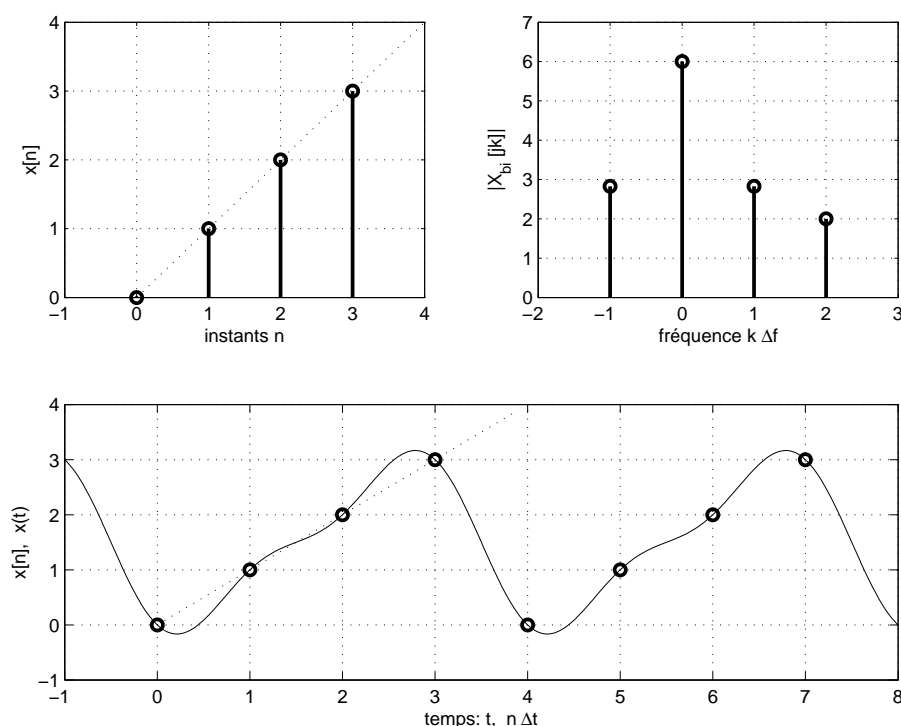 4
3
2
1
0
x[n]
−1 0 1 2 3 4
instants n
7
6
5
4
3
2
1
0
|X_bi [jk]|
−2 −1 0 1 2 3
fréquence k Δf
4
3
2
1
0
−1
x[n], x(t)
−1 0 1 2 3 4 5 6 7 8
temps: t, n Δt